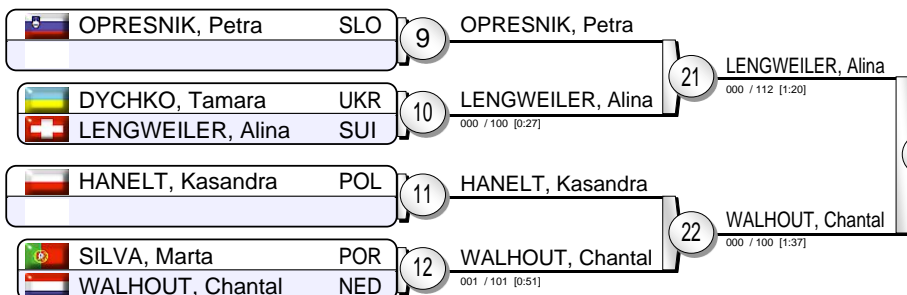 OPRESNIK, Petra SLO
9
OPRESNIK, Petra
DYCHKO, Tamara UKR
LENGWEILER, Alina SUI
10
LENGWEILER, Alina
000 / 100 [0:27]
21
LENGWEILER, Alina
000 / 112 [1:20]
HANELT, Kasandra POL
11
HANELT, Kasandra
SILVA, Marta POR
WALHOUT, Chantal NED
12
WALHOUT, Chantal
001 / 101 [0:51]
22
WALHOUT, Chantal
000 / 100 [1:37]